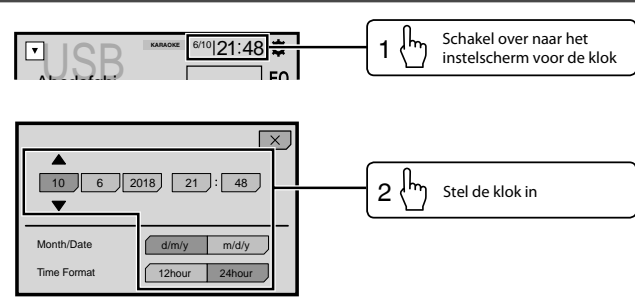 USB
KARAOKE
6/10 21:48
EQ
1
Schakel over naar het
instelscherm voor de klok
10 6 2018 21 : 48
2
Stel de klok in
Month/Date d/m/y m/d/y
Time Format 12hour 24hour